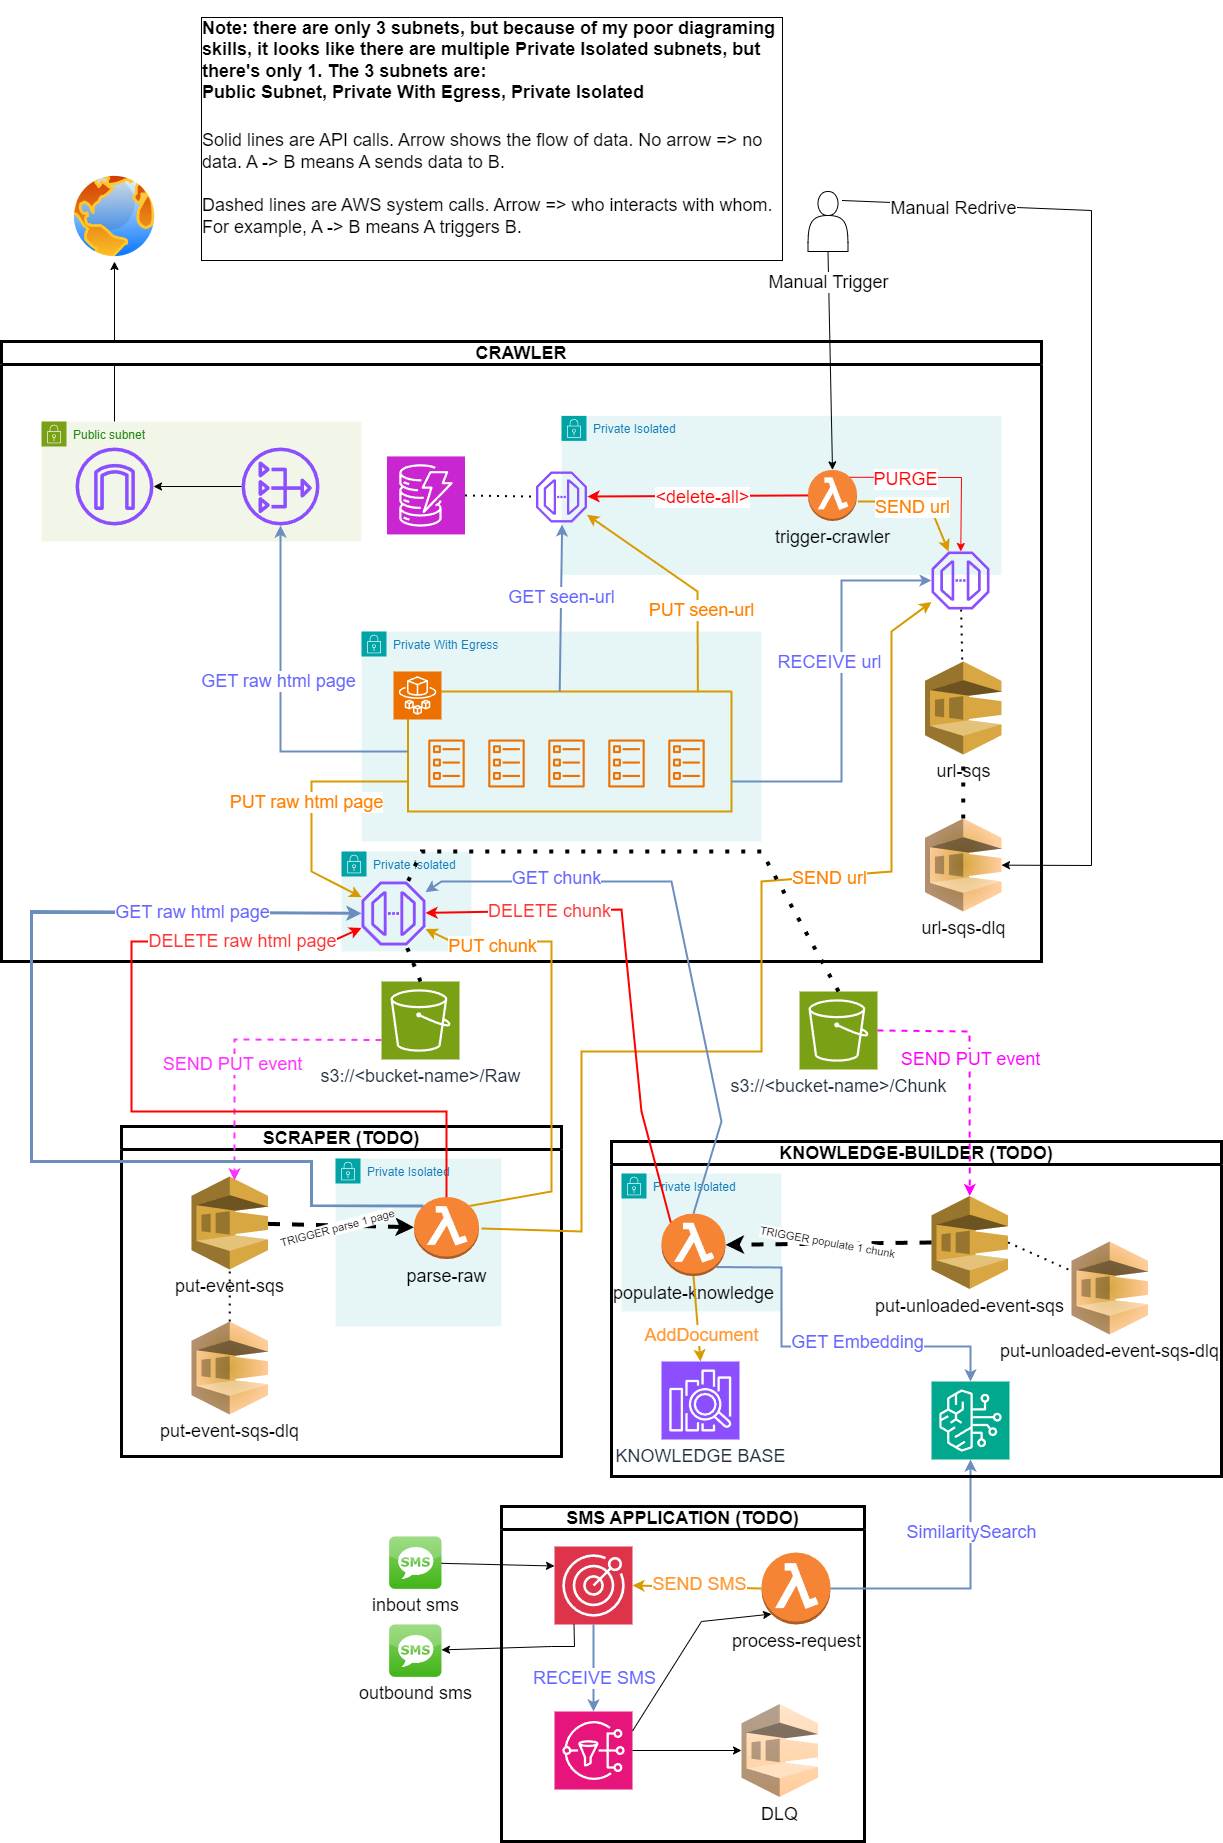 Note: there are only 3 subnets, but because of my poor diagraming
skills, it looks like there are multiple Private Isolated subnets, but
there's only 1. The 3 subnets are:
Public Subnet, Private With Egress, Private Isolated
Solid lines are API calls. Arrow shows the flow of data. No arrow => no
data. A -> B means A sends data to B.
Dashed lines are AWS system calls. Arrow => who interacts with whom.
For example, A -> B means A triggers B.
Manual Redrive
Manual Trigger
CRAWLER
Public subnet
Private Isolated
<delete-all>
PURGE
SEND url
trigger-crawler
GET seen-url
PUT seen-url
Private With Egress
RECEIVE url
GET raw html page
url-sqs
PUT raw html page
Private Isolated
GET chunk
SEND url
GET raw html page
DELETE chunk
DELETE raw html page
PUT chunk
url-sqs-dlq
SEND PUT event
s3://<bucket-name>/Raw
s3://<bucket-name>/Chunk
SEND PUT event
SCRAPER (TODO)
Private Isolated
TRIGGER parse 1 page
parse-raw
put-event-sqs
put-event-sqs-dlq
KNOWLEDGE-BUILDER (TODO)
Private Isolated
TRIGGER populate 1 chunk
populate-knowledge
put-unloaded-event-sqs
AddDocument
GET Embedding
put-unloaded-event-sqs-dlq
KNOWLEDGE BASE
SMS APPLICATION (TODO)
SimilaritySearch
SMS
inbout sms
SEND SMS
SMS
process-request
outbound sms
RECEIVE SMS
DLQ